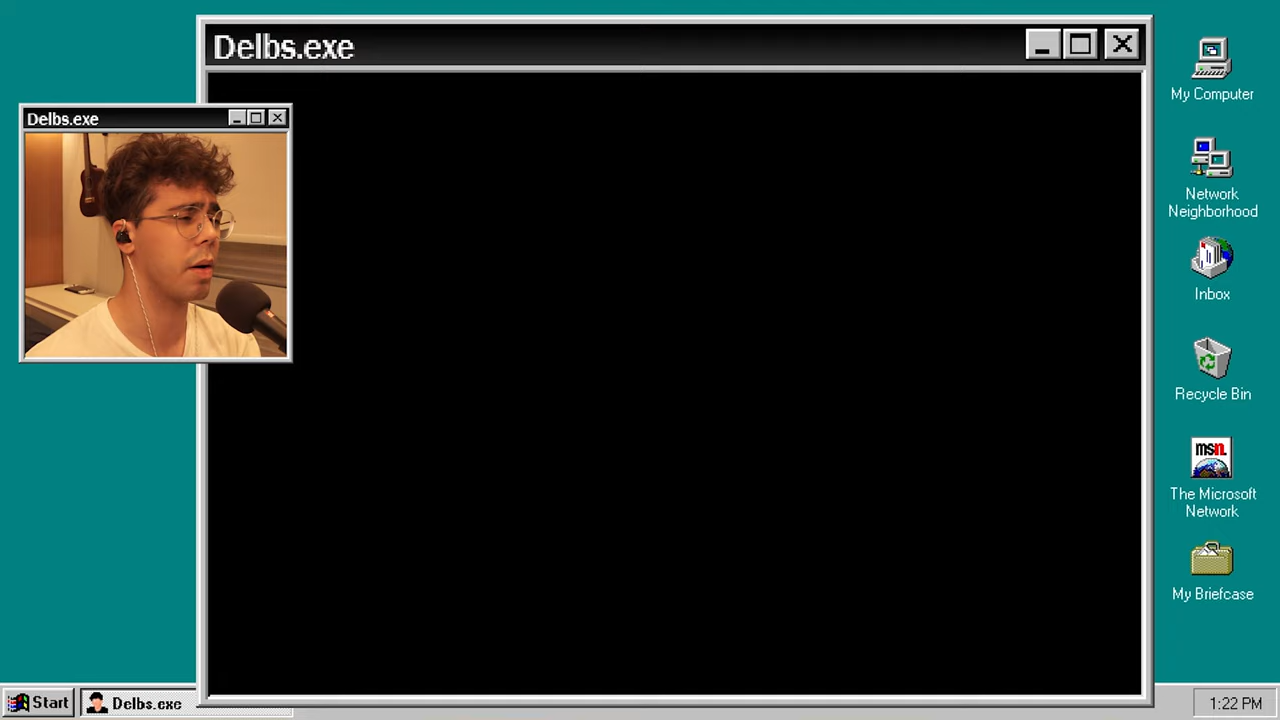 Delbs.exe
Delbs.exe
My Computer
Network
Neighborhood
Inbox
Recycle Bin
msn.
The Microsoft
Network
My Briefcase
Start
Delbs.exe
1:22 PM